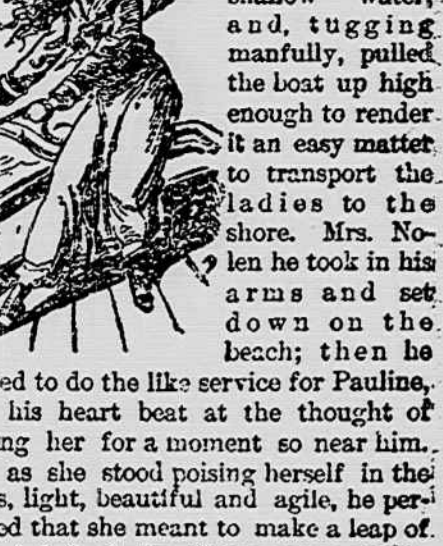 shallow water,
and, tugging
manfully, pulled
the boat up high
enough to render
it an easy matter
to transport the
ladies to the
shore. Mrs. No-
len he took in his
arms and set
down on the
beach; then he
ed to do the like service for Pauline,
his heart beat at the thought of
ng her for a moment so near him.
as she stood poising herself in the
s, light, beautiful and agile, he per-
ed that she meant to make a leap of